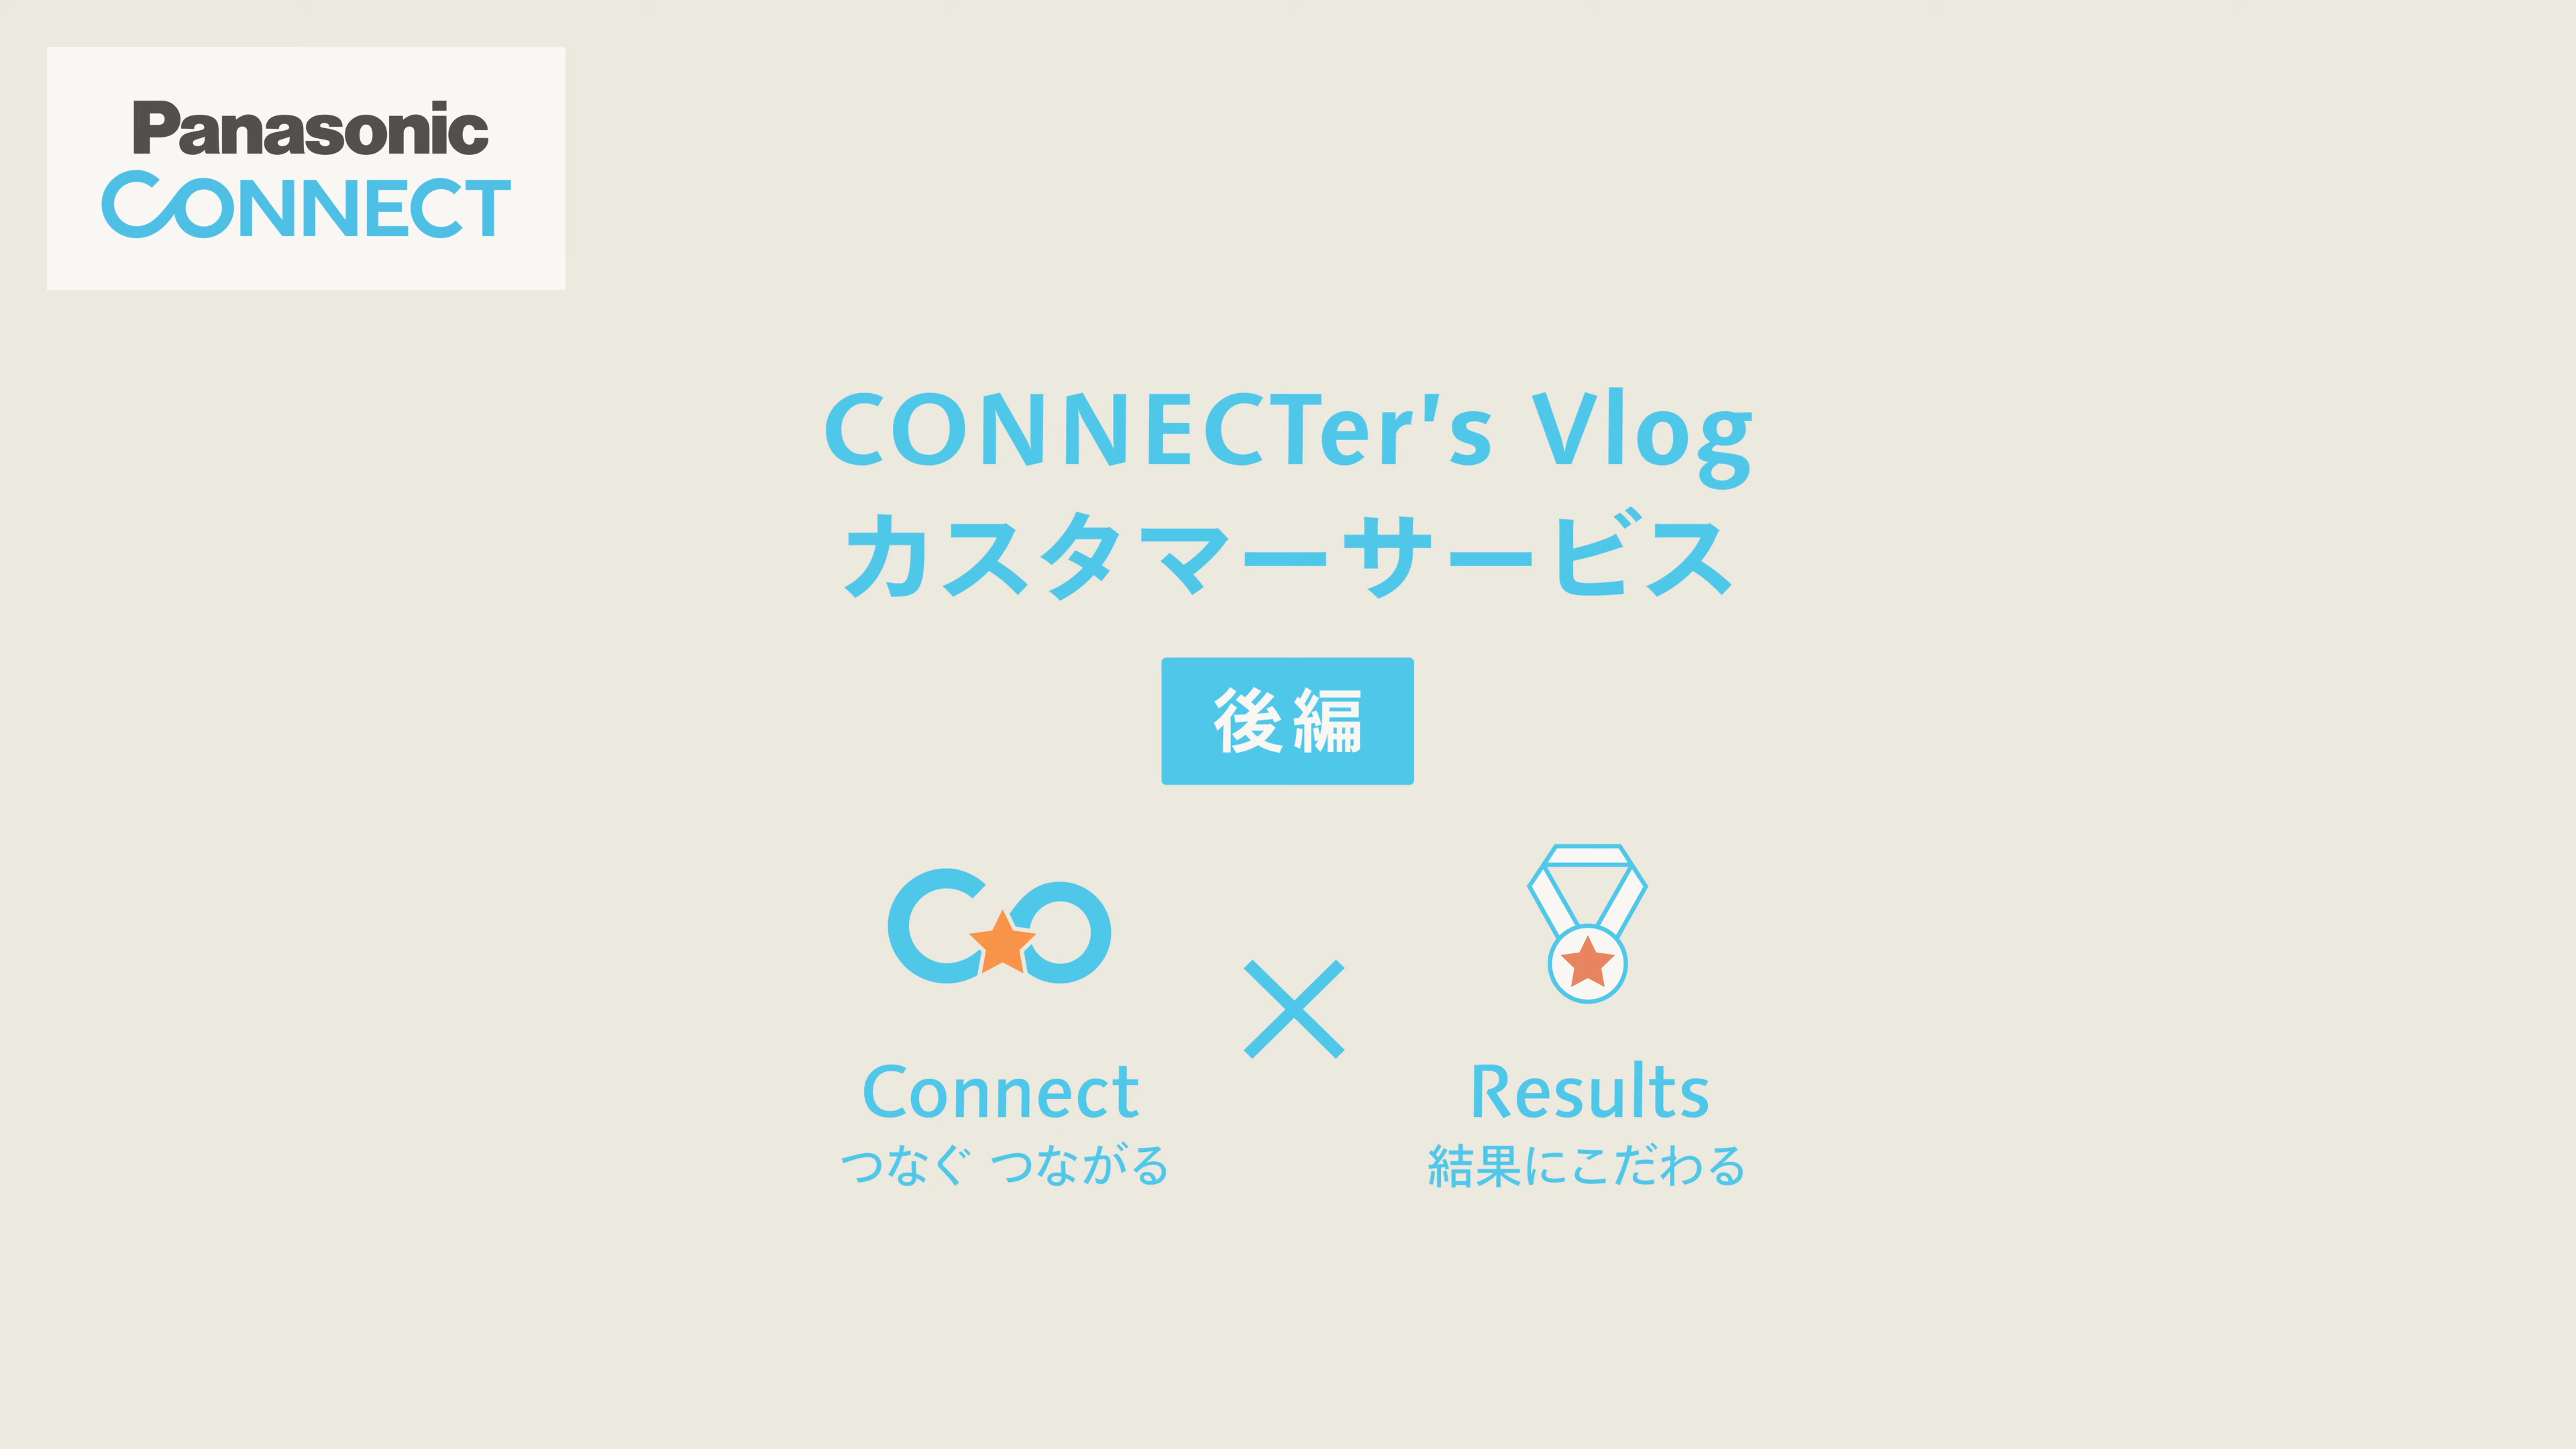 Panasonic
CONNECT
CONNECTer's Vlog
カスタマーサービス
後編
Connect
つなぐ つながる
×
Results
結果にこだわる